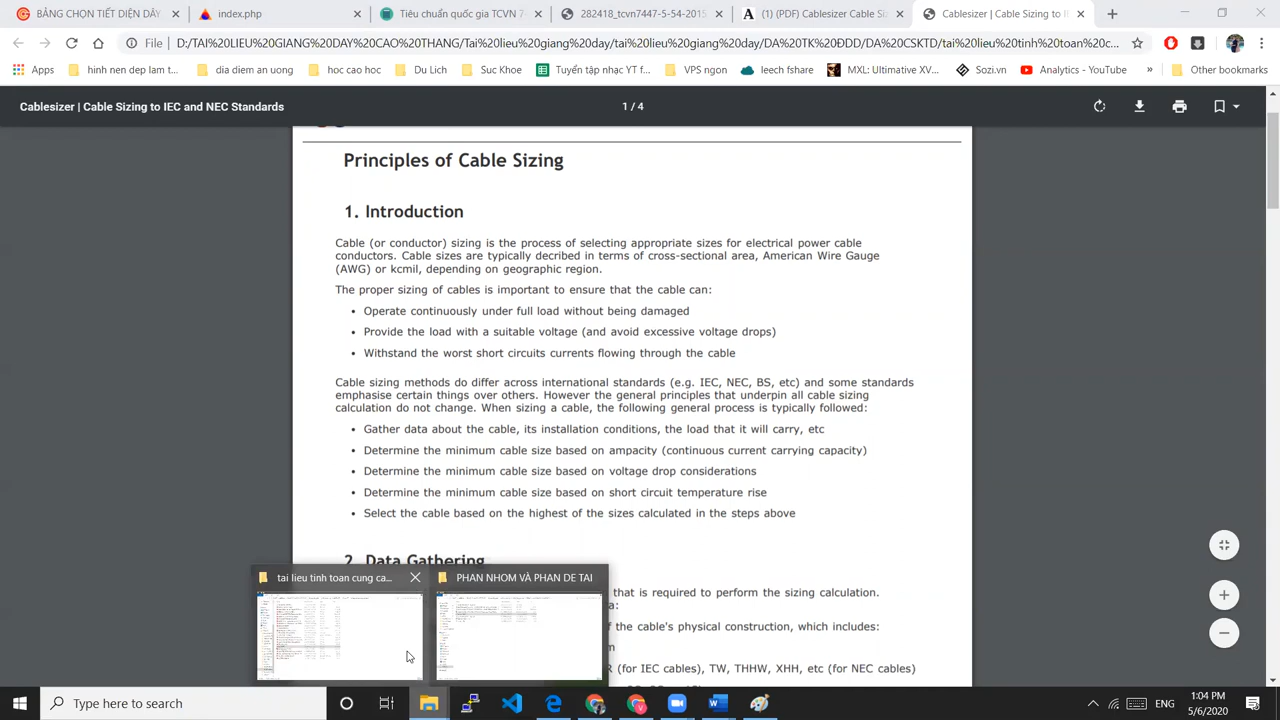 BẢNG CHỌN TIẾT DIỆN DÂY
index.php
Tiêu chuẩn quốc gia TCVN 7
282418_tcvn7447-5-54-2015
(1) (PDF) Cablesizer Cable Siz
Cablesizer | Cable Sizing to IE
File
D:/TAI%20LIEU%20GIANG%20DAY%20CAO%20THANG/Tai%20lieu%20giang%20day/tai%20lieu%20giang%20day/DA%20TK%20ĐDD/DA%20CSKTD/tai%20lieu%20tinh%20toan%20c...
Apps
hinh nen dep lam t...
dia diem an uong
hoc cao hoc
Du Lich
Suc Khoe
Tuyển tập nhạc YT f...
VPS ngon
beech fshare
MXL: Ultimative XV...
Sozi.vn
Analytics - YouTube
»
Other bookmarks
Cablesizer | Cable Sizing to IEC and NEC Standards
1 / 4
Principles of Cable Sizing
1. Introduction
Cable (or conductor) sizing is the process of selecting appropriate sizes for electrical power cable
conductors. Cable sizes are typically decribed in terms of cross-sectional area, American Wire Gauge
(AWG) or kcmil, depending on geographic region.
The proper sizing of cables is important to ensure that the cable can:
• Operate continuously under full load without being damaged
• Provide the load with a suitable voltage (and avoid excessive voltage drops)
• Withstand the worst short circuits currents flowing through the cable
Cable sizing methods do differ across international standards (e.g. IEC, NEC, BS, etc) and some standards
emphasise certain things over others. However the general principles that underpin all cable sizing
calculation do not change. When sizing a cable, the following general process is typically followed:
• Gather data about the cable, its installation conditions, the load that it will carry, etc
• Determine the minimum cable size based on ampacity (continuous current carrying capacity)
• Determine the minimum cable size based on voltage drop considerations
• Determine the minimum cable size based on short circuit temperature rise
• Select the cable based on the highest of the sizes calculated in the steps above
2. Data Gathering
tai lieu tinh toan cung ca...
PHAN NHOM VÀ PHAN DE TAI
that is required to perform the sizing calculation.
the cable's physical construction, which includes:
(for IEC cables), TW, THHW, XHH, etc (for NEC cables)
Type here to search
ENG
1:04 PM
5/6/2020